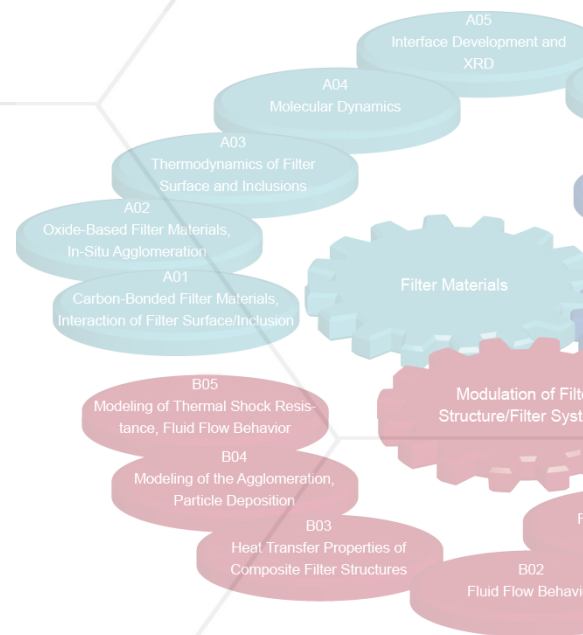 A05
Interface Development and
XRD
A04
Molecular Dynamics
A03
Thermodynamics of Filter
Surface and Inclusions
A02
Oxide-Based Filter Materials,
In-Situ Agglomeration
A01
Carbon-Bonded Filter Materials,
Interaction of Filter Surface/Inclusion
Filter Materials
B05
Modeling of Thermal Shock Resis-
tance, Fluid Flow Behavior
Modulation of Filt
Structure/Filter Syst
B04
Modeling of the Agglomeration,
Particle Deposition
B03
Heat Transfer Properties of
Composite Filter Structures
B02
Fluid Flow Behavi